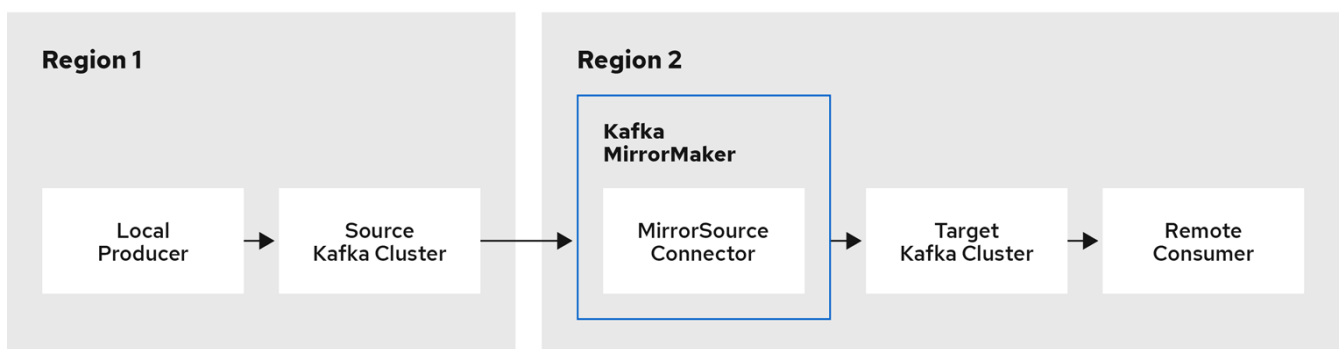 Region 1
Local
Producer
Source
Kafka Cluster
Region 2
Kafka
MirrorMaker
MirrorSource
Connector
Target
Kafka Cluster
Remote
Consumer